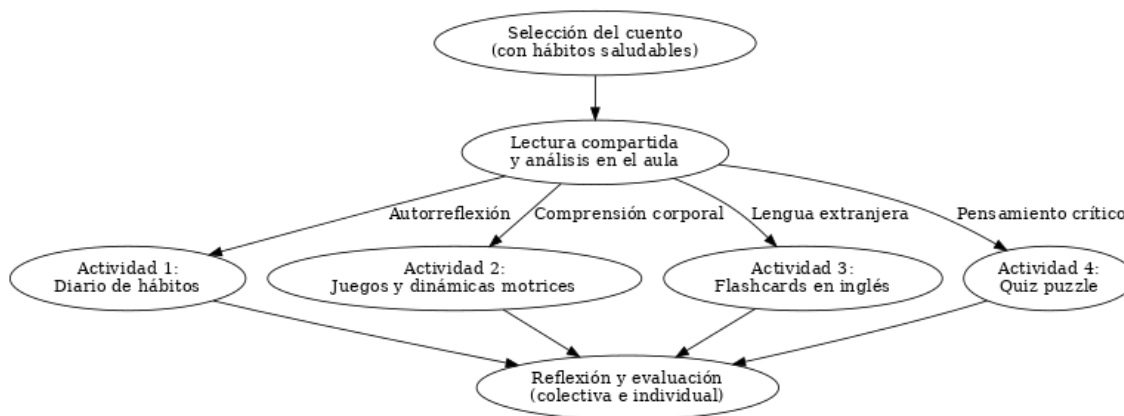 Selección del cuento
(con hábitos saludables)
Lectura compartida
y análisis en el aula
Autorreflexión
Comprensión corporal
Lengua extranjera
Pensamiento crítico
Actividad 1:
Diario de hábitos
Actividad 2:
Juegos y dinámicas motrices
Actividad 3:
Flashcards en inglés
Actividad 4:
Quiz puzzle
Reflexión y evaluación
(colectiva e individual)